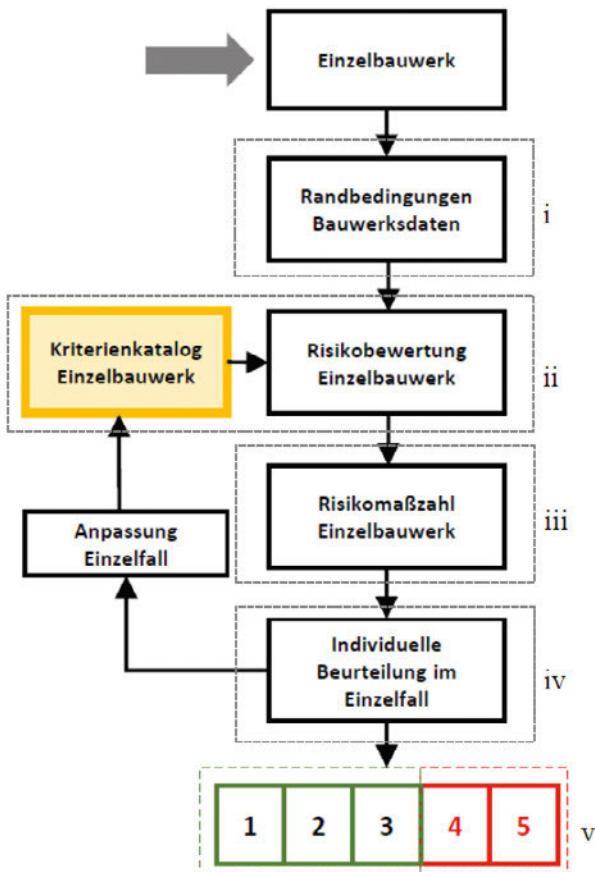 Einzelbauwerk
Randbedingungen
Bauwerksdaten
i
Kriterienkatalog
Einzelbauwerk
Risikobewertung
Einzelbauwerk
ii
Risikomaßzahl
Einzelbauwerk
iii
Anpassung
Einzelfall
Individuelle
Beurteilung im
Einzelfall
iv
1 2 3 4 5
v